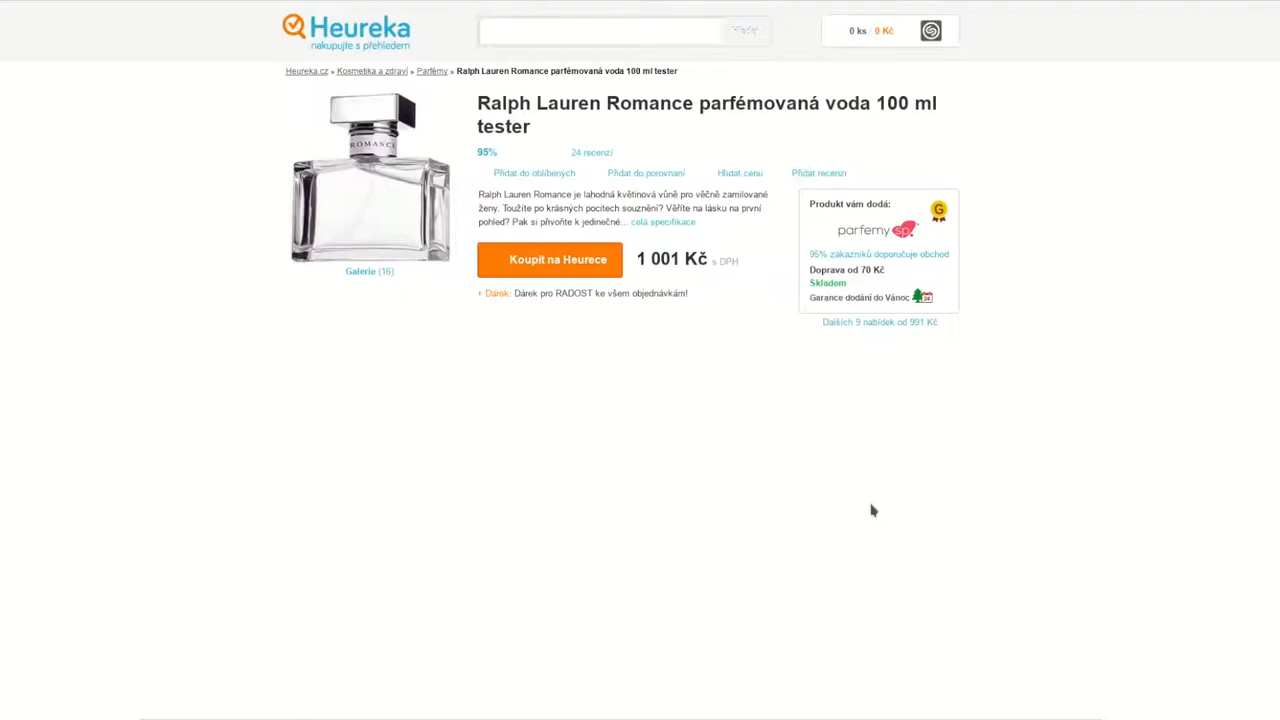 Heureka
nakupujte s přehledem
Hledej
0 ks | 0 Kč
Heureka.cz » Kosmetika a zdraví » Parfémy » Ralph Lauren Romance parfémovaná voda 100 ml tester
ROMANCE
Galerie (16)
Ralph Lauren Romance parfémovaná voda 100 ml
tester
95%
24 recenzí
Přidat do oblíbených
Přidat do porovnání
Hlídat cenu
Přidat recenzi
Ralph Lauren Romance je lahodná květinová vůně pro věčně zamilované
ženy. Toužíte po krásných pocitech souznění? Věříte na lásku na první
pohled? Pak si přivoňte k jedinečné... celá specifikace
Koupit na Heurece
1 001 Kč s DPH
+ Dárek: Dárek pro RADOST ke všem objednávkám!
Produkt vám dodá:
G
parfemy sp!
95% zákazníků doporučuje obchod
Doprava od 70 Kč
Skladem
Garance dodání do Vánoc 24
Dalších 9 nabídek od 991 Kč